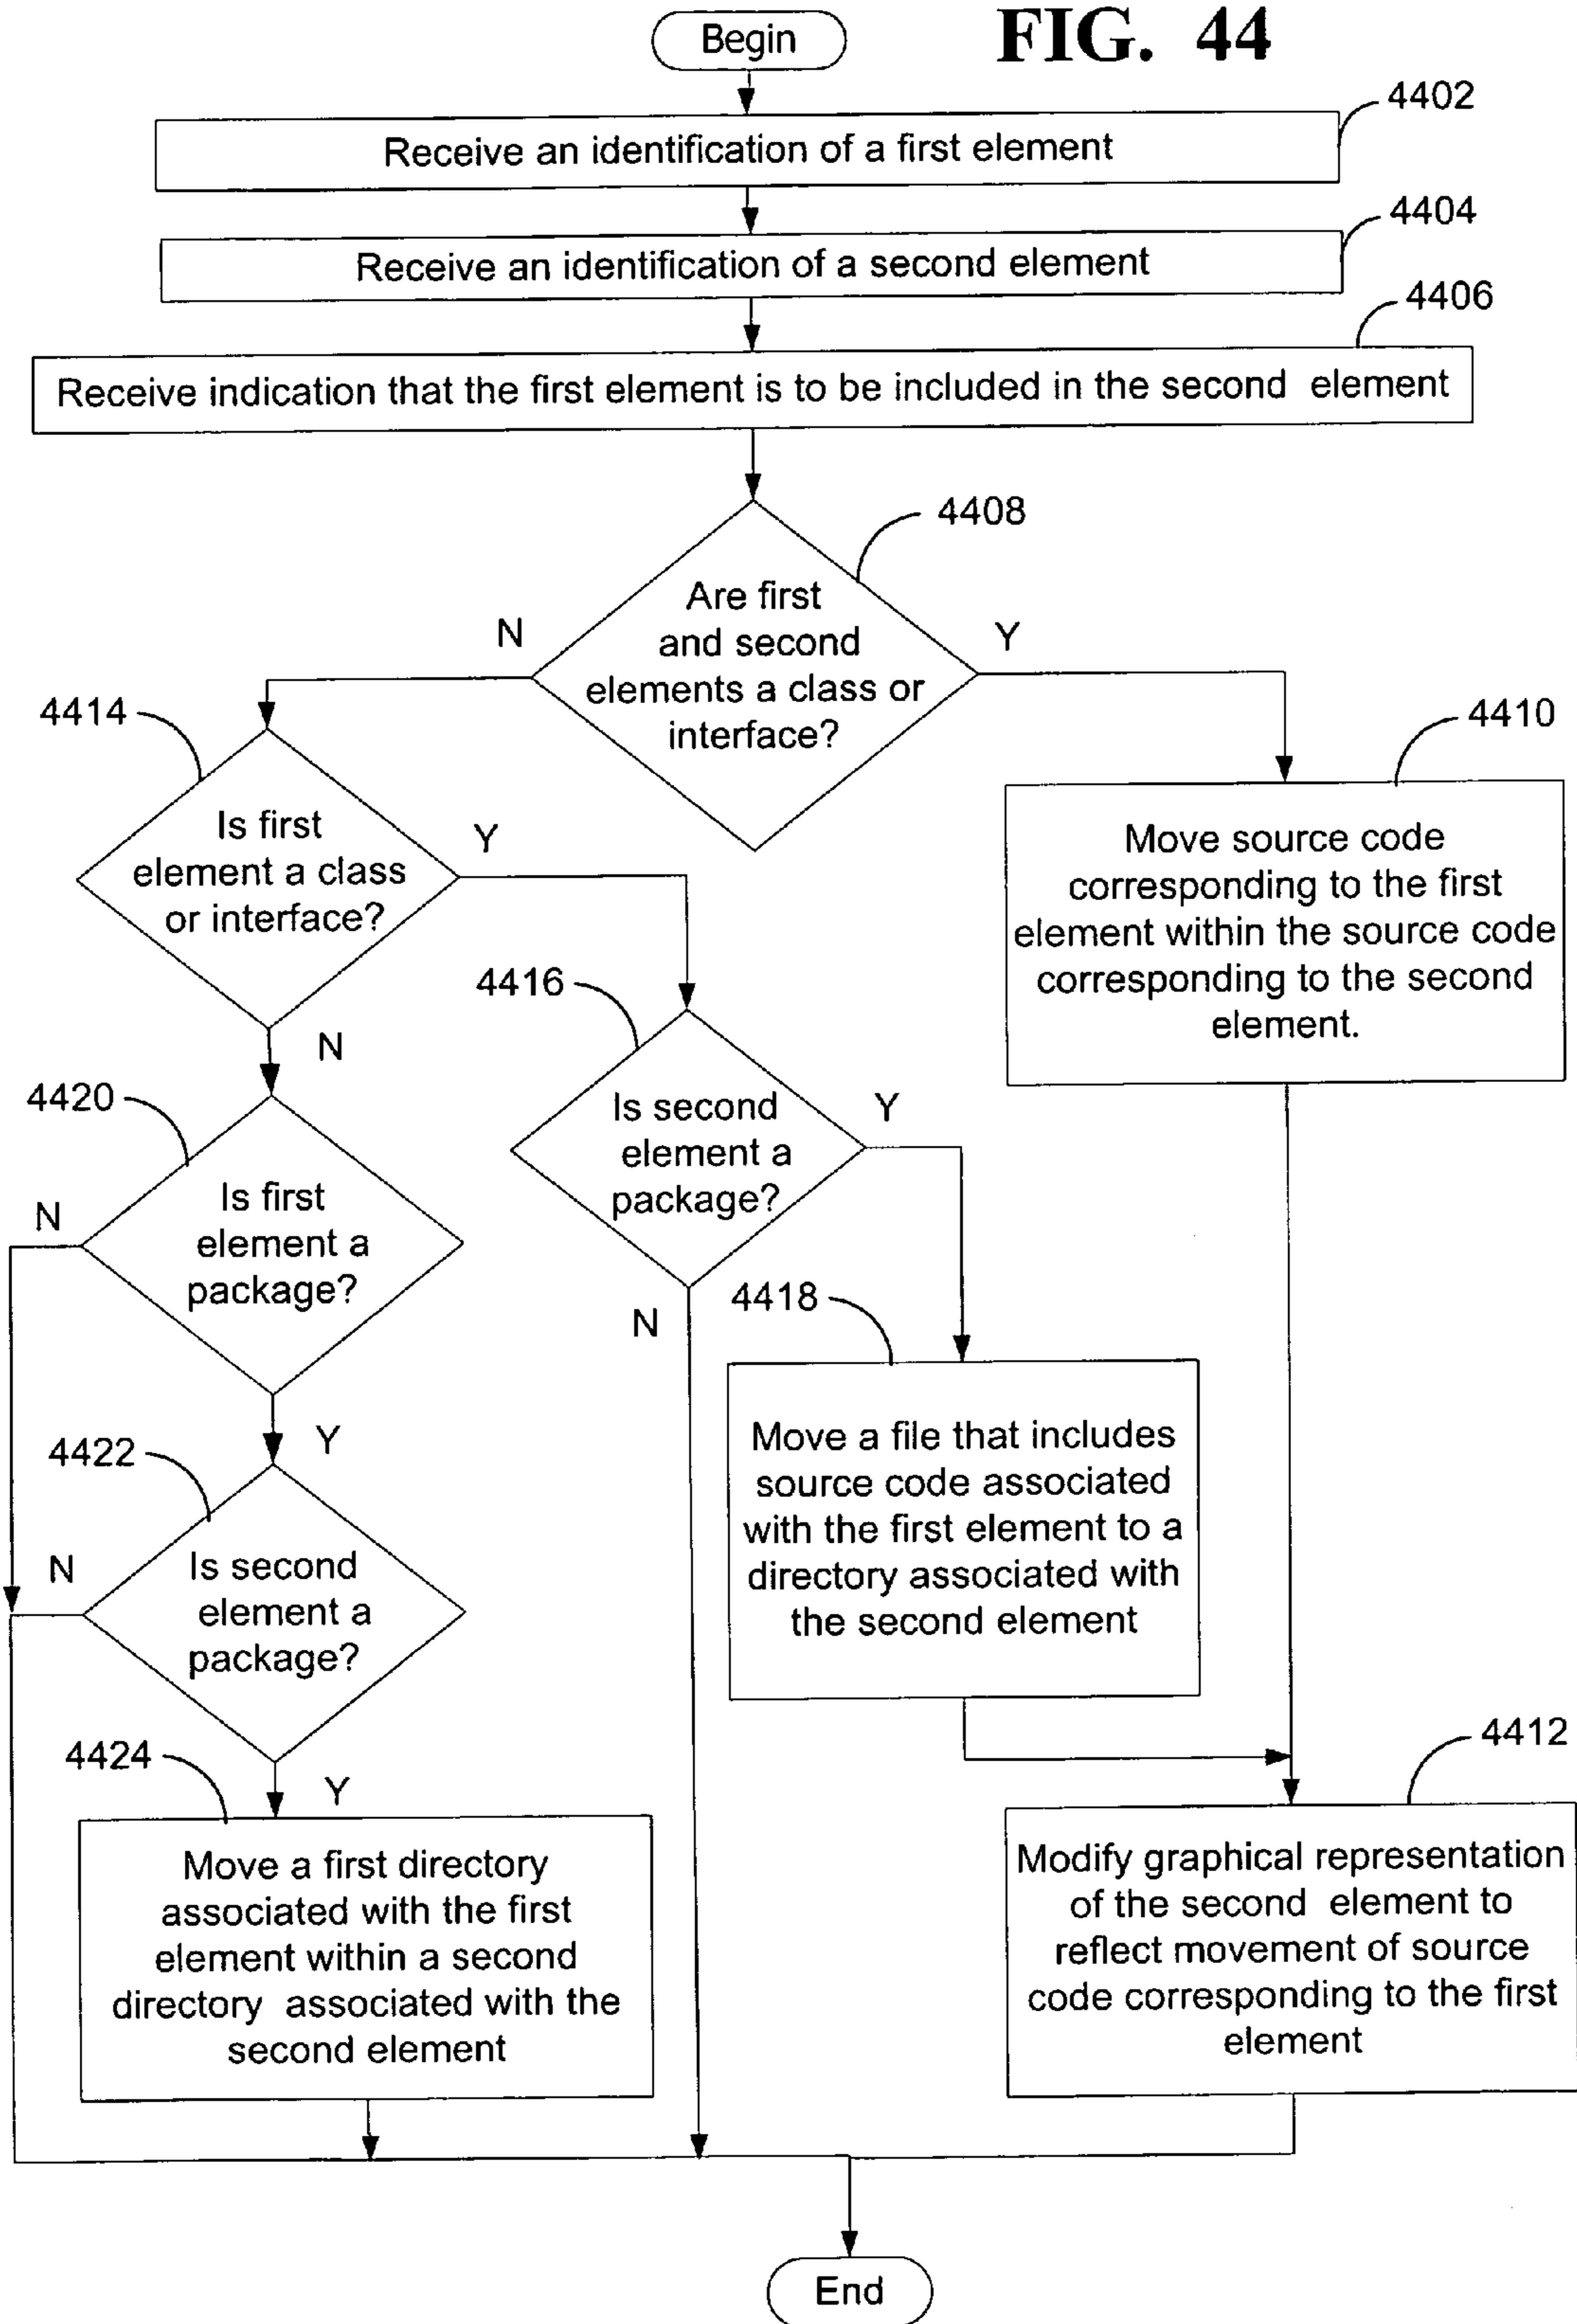 Begin
FIG. 44
4402
Receive an identification of a first element
4404
Receive an identification of a second element
4406
Receive indication that the first element is to be included in the second element
4408
Are first
and second
elements a class or
interface?
N
Y
4414
Is first
element a class
or interface?
Y
N
4410
Move source code
corresponding to the first
element within the source code
corresponding to the second
element.
4416
Is second
element a
package?
Y
N
4420
Is first
element a
package?
N
Y
4418
Move a file that includes
source code associated
with the first element to a
directory associated with
the second element
4422
Is second
element a
package?
N
Y
4424
Move a first directory
associated with the first
element within a second
directory associated with the
second element
4412
Modify graphical representation
of the second element to
reflect movement of source
code corresponding to the first
element
End